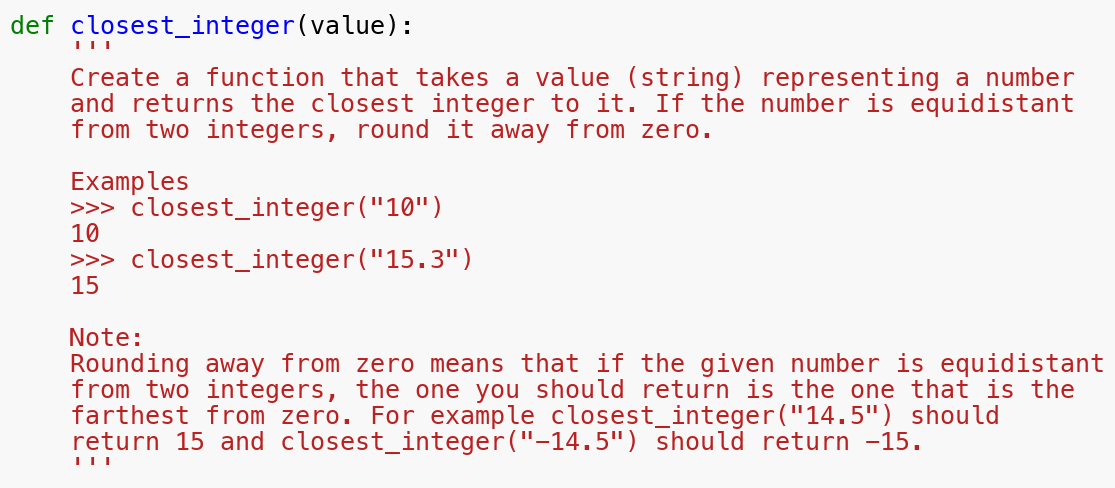 def closest_integer(value):
    '''
    Create a function that takes a value (string) representing a number
    and returns the closest integer to it. If the number is equidistant
    from two integers, round it away from zero.

    Examples
    >>> closest_integer("10")
    10
    >>> closest_integer("15.3")
    15

    Note:
    Rounding away from zero means that if the given number is equidistant
    from two integers, the one you should return is the one that is the
    farthest from zero. For example closest_integer("14.5") should
    return 15 and closest_integer("−14.5") should return −15.
    '''